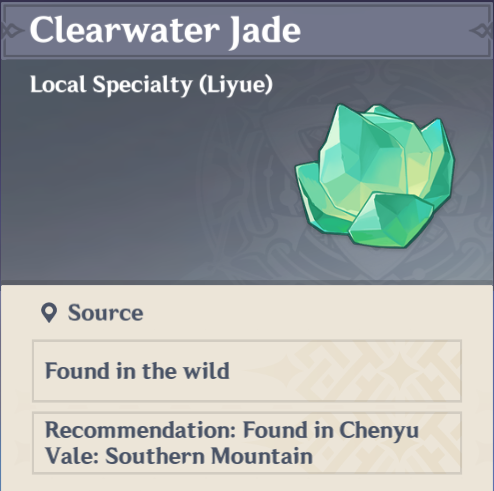 Clearwater Jade
Local Specialty (Liyue)
Source
Found in the wild
Recommendation: Found in Chenyu
Vale: Southern Mountain